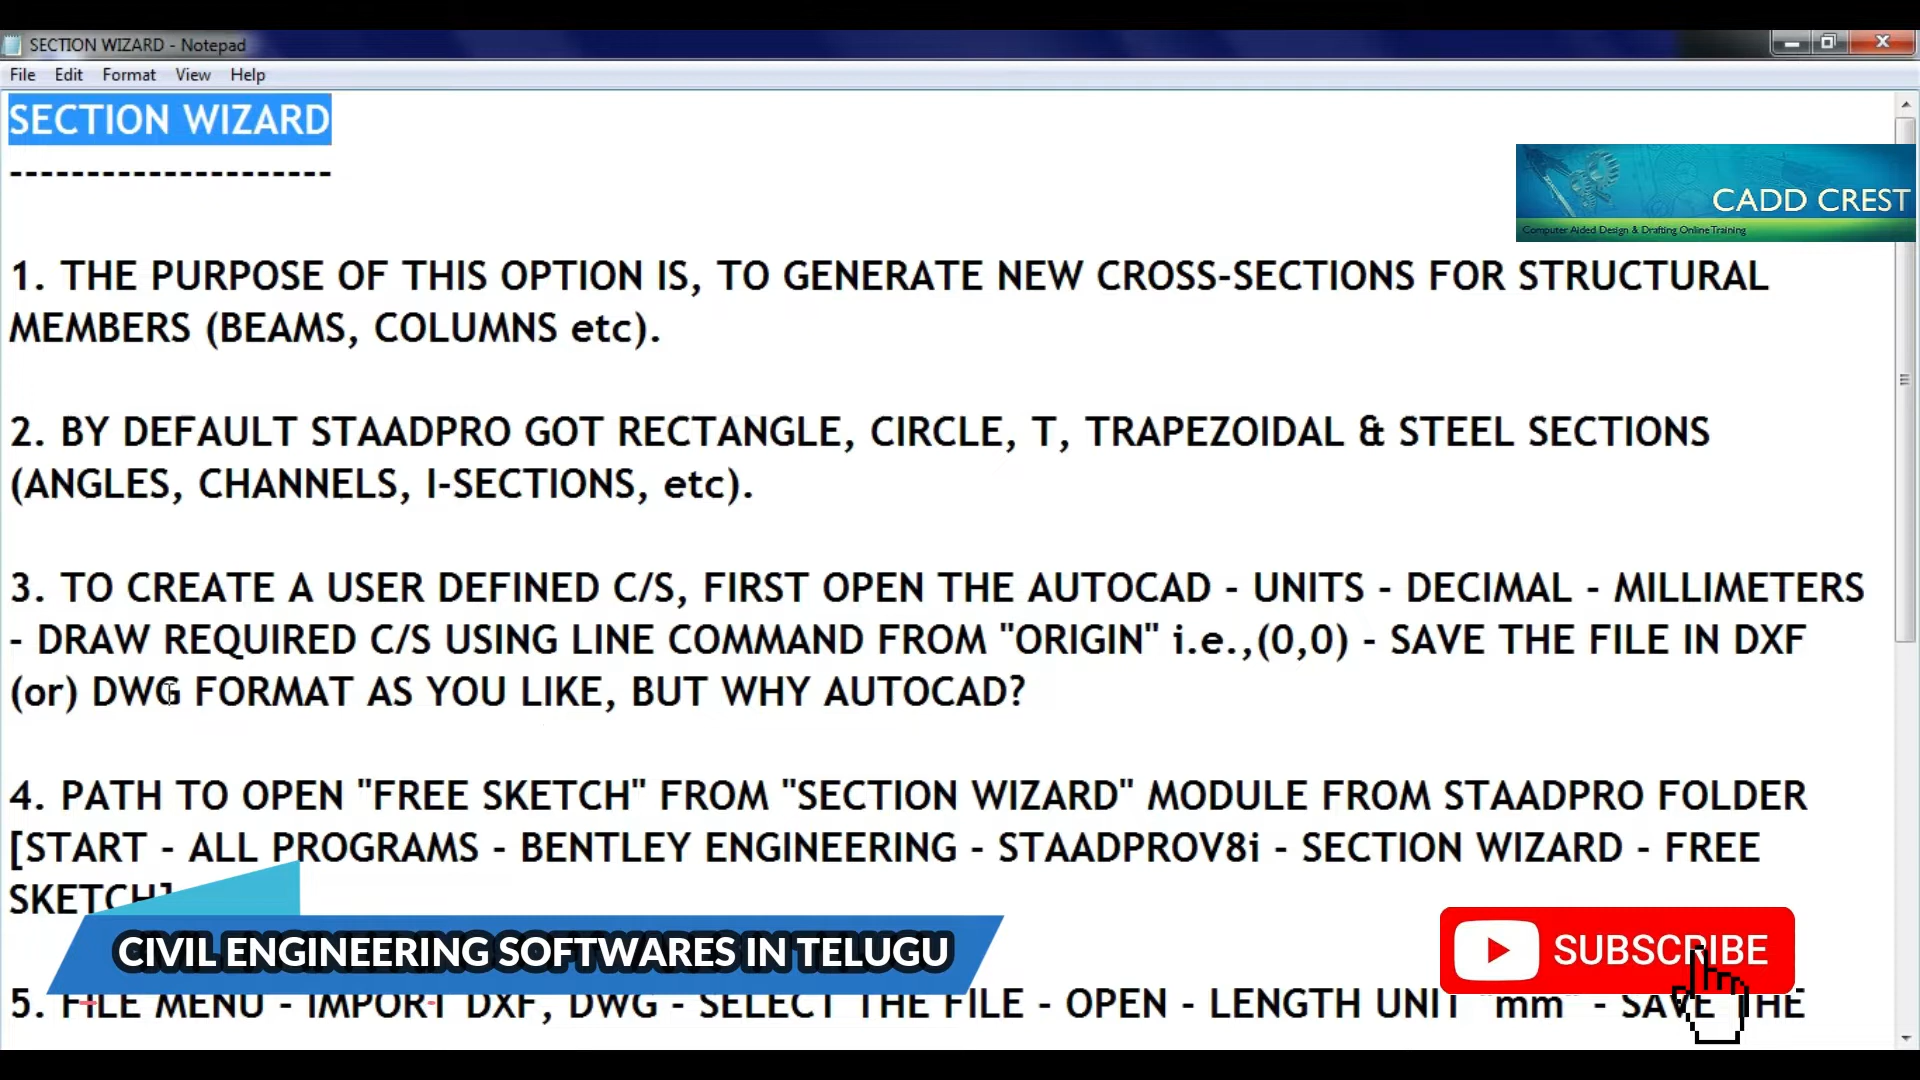 SECTION WIZARD - Notepad
File Edit Format View Help
SECTION WIZARD
---------------------
CADD CREST
Computer Aided Design & Drafting Online Training
1. THE PURPOSE OF THIS OPTION IS, TO GENERATE NEW CROSS-SECTIONS FOR STRUCTURAL
MEMBERS (BEAMS, COLUMNS etc).
2. BY DEFAULT STAADPRO GOT RECTANGLE, CIRCLE, T, TRAPEZOIDAL & STEEL SECTIONS
(ANGLES, CHANNELS, I-SECTIONS, etc).
3. TO CREATE A USER DEFINED C/S, FIRST OPEN THE AUTOCAD - UNITS - DECIMAL - MILLIMETERS
- DRAW REQUIRED C/S USING LINE COMMAND FROM "ORIGIN" i.e.,(0,0) - SAVE THE FILE IN DXF
(or) DWG FORMAT AS YOU LIKE, BUT WHY AUTOCAD?
4. PATH TO OPEN "FREE SKETCH" FROM "SECTION WIZARD" MODULE FROM STAADPRO FOLDER
[START - ALL PROGRAMS - BENTLEY ENGINEERING - STAADPROV8i - SECTION WIZARD - FREE
SKETCH]
CIVIL ENGINEERING SOFTWARES IN TELUGU
SUBSCRIBE
5. FILE MENU - IMPORT DXF, DWG - SELECT THE FILE - OPEN - LENGTH UNIT "mm" - SAVE THE